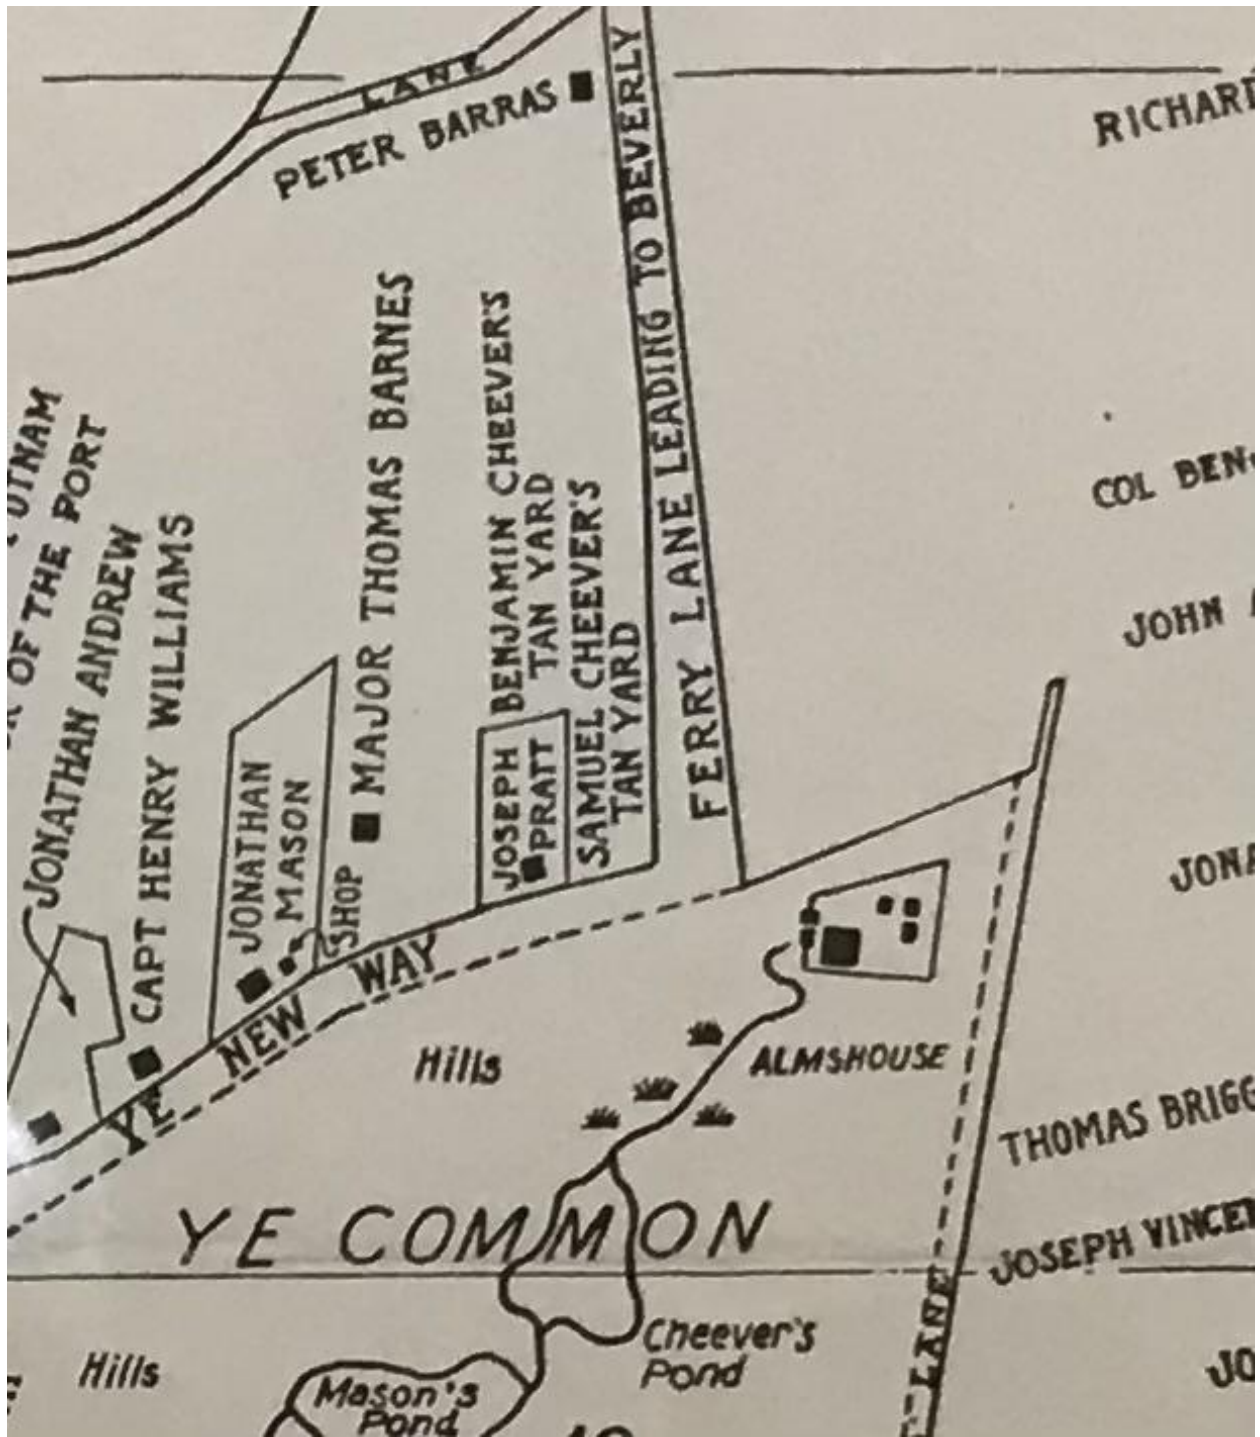 LANE
PETER BARRAS
FERRY LANE LEADING TO BEVERLY
RICHARD
MAJOR THOMAS BARNES
BENJAMIN CHEEVER'S
TAN YARD
SAMUEL CHEEVER'S
TAN YARD
JOSEPH
PRATT
OF THE PORT
JONATHAN ANDREW
CAPT HENRY WILLIAMS
JONATHAN
MASON
SHOP
COL BEN
JOHN
JONA
YE NEW WAY
Hills
ALMSHOUSE
THOMAS BRIGG
YE COMMON
JOSEPH VINCE
LANE
Cheever's
Pond
Hills
Mason's
Pond
JO